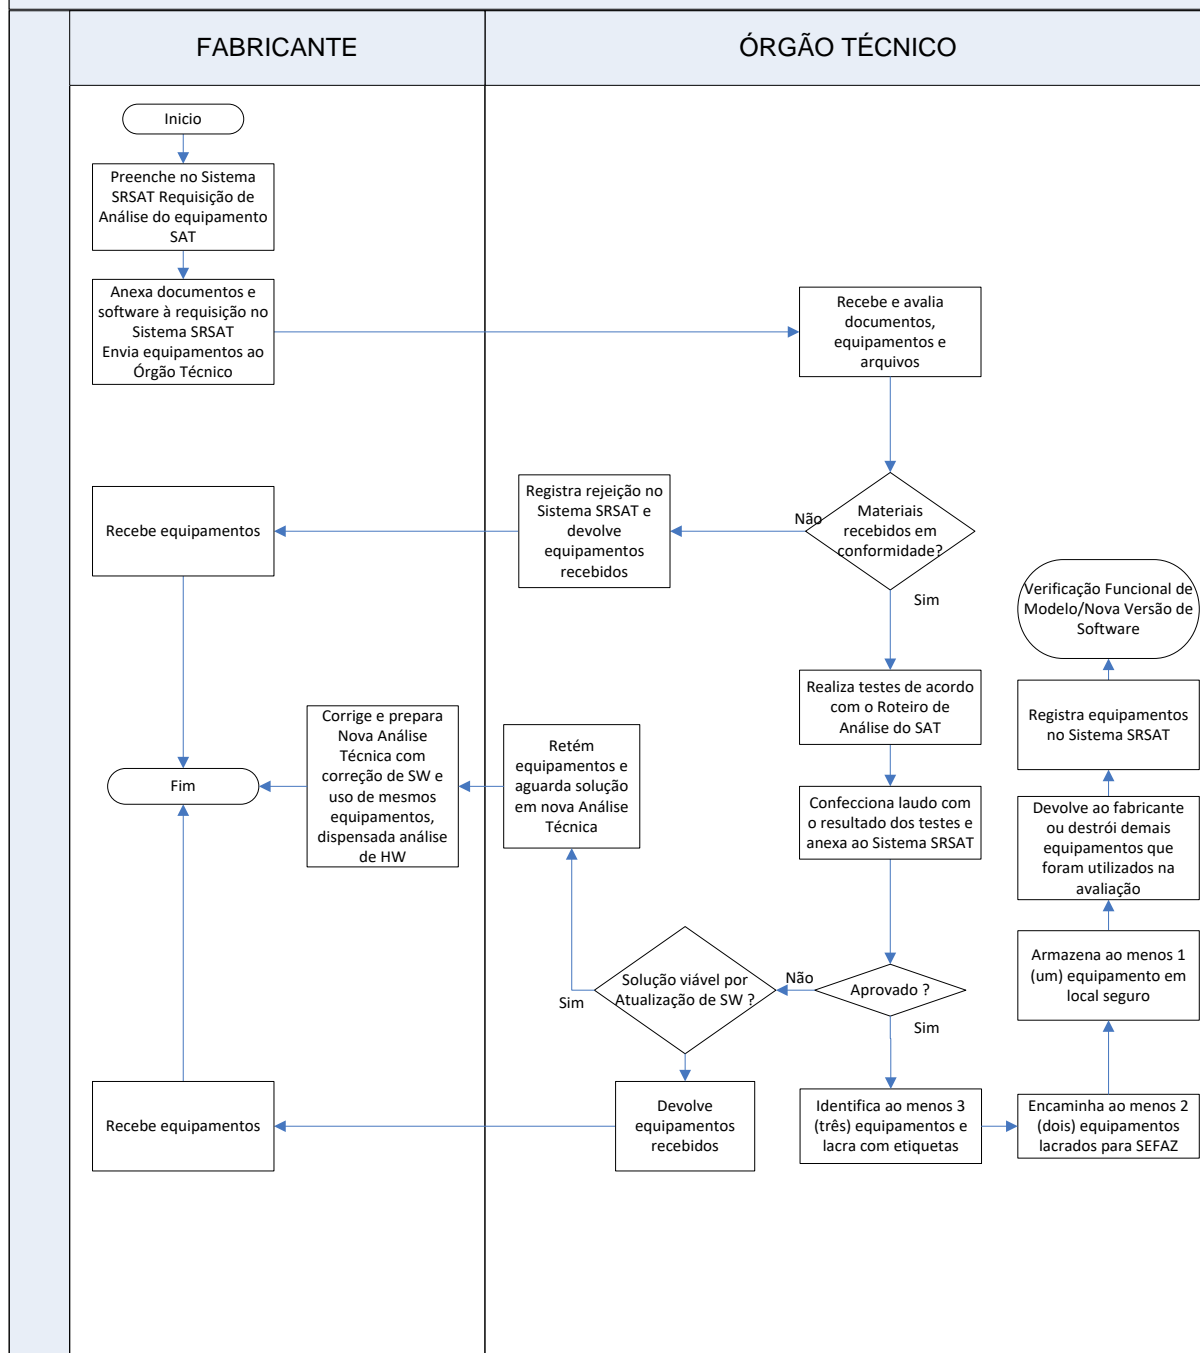 FABRICANTE
ÓRGÃO TÉCNICO
Inicio
Preenche no Sistema
SRSAT Requisição de
Análise do equipamento
SAT
Anexa documentos e
software à requisição no
Sistema SRSAT
Envia equipamentos ao
Órgão Técnico
Recebe e avalia
documentos,
equipamentos e
arquivos
Materiais
recebidos em
conformidade?
Não
Sim
Registra rejeição no
Sistema SRSAT e
devolve
equipamentos
recebidos
Recebe equipamentos
Verificação Funcional de
Modelo/Nova Versão de
Software
Realiza testes de acordo
com o Roteiro de
Análise do SAT
Registra equipamentos
no Sistema SRSAT
Corrige e prepara
Nova Análise
Técnica com
correção de SW e
uso de mesmos
equipamentos,
dispensada análise
de HW
Retém
equipamentos e
aguarda solução
em nova Análise
Técnica
Fim
Confecciona laudo com
o resultado dos testes e
anexa ao Sistema SRSAT
Devolve ao fabricante
ou destrói demais
equipamentos que
foram utilizados na
avaliação
Solução viável por
Atualização de SW ?
Sim
Não
Aprovado ?
Sim
Armazena ao menos 1
(um) equipamento em
local seguro
Recebe equipamentos
Devolve
equipamentos
recebidos
Identifica ao menos 3
(três) equipamentos e
lacra com etiquetas
Encaminha ao menos 2
(dois) equipamentos
lacrados para SEFAZ